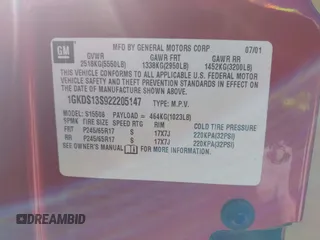 GM
MFD BY GENERAL MOTORS CORP 07/01
GVWR GAWR FRT GAWR RR
2518KG(5550LB) 1338KG(2950LB) 1452KG(3200LB)
THIS VEHICLE CONFORMS TO ALL APPLICABLE U.S. FEDERAL MOTOR
VEHICLE SAFETY AND THEFT PREVENTION STANDARDS IN EFFECT ON
THE DATE OF MANUFACTURE SHOWN ABOVE.
1GKDS13S922205147 TYPE: M.P.V.
MODEL: S15506 PAYLOAD = 464KG(1023LB)
TIRE SIZE SPEED RTG RIM COLD TIRE PRESSURE
FRT P245/65R17 17X7J 220KPA(32PSI)
RR P245/65R17 17X7J 220KPA(32PSI)
SEE OWNER'S MANUAL FOR MORE INFORMATION.
DREAMBID